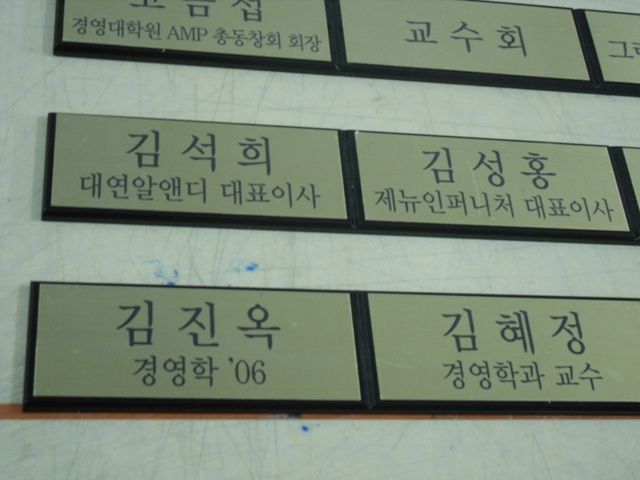 경영대학원 AMP 총동창회 회장
교수회
김석희
대연알앤디 대표이사
김성홍
제뉴인퍼니처 대표이사
김진옥
경영학 '06
김혜정
경영학과 교수